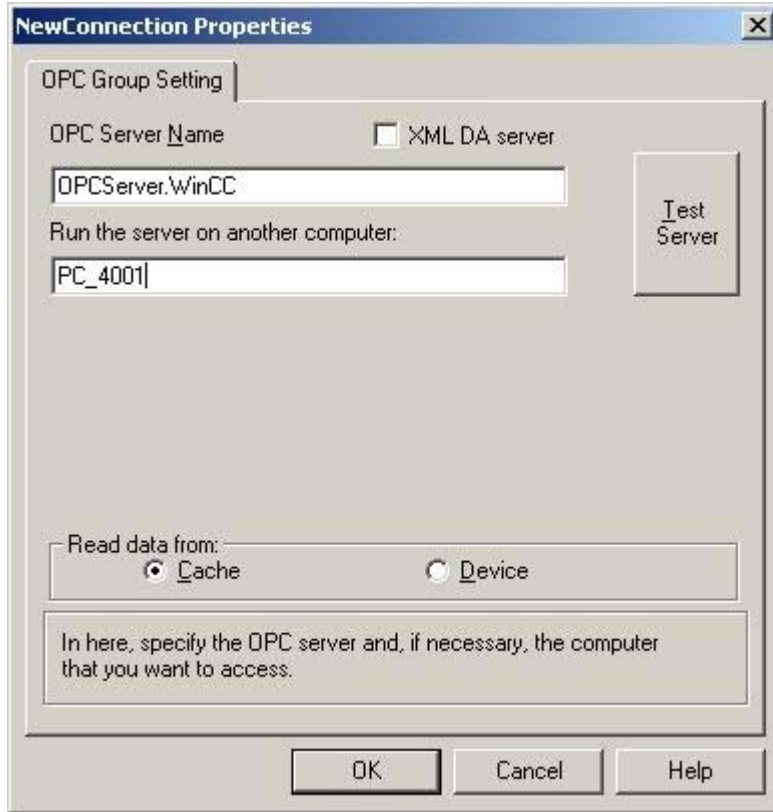 NewConnection Properties
OPC Group Setting
OPC Server Name
XML DA server
OPCServer.WinCC
Run the server on another computer:
PC_4001
Test
Server
Read data from:
Cache
Device
In here, specify the OPC server and, if necessary, the computer
that you want to access.
OK
Cancel
Help